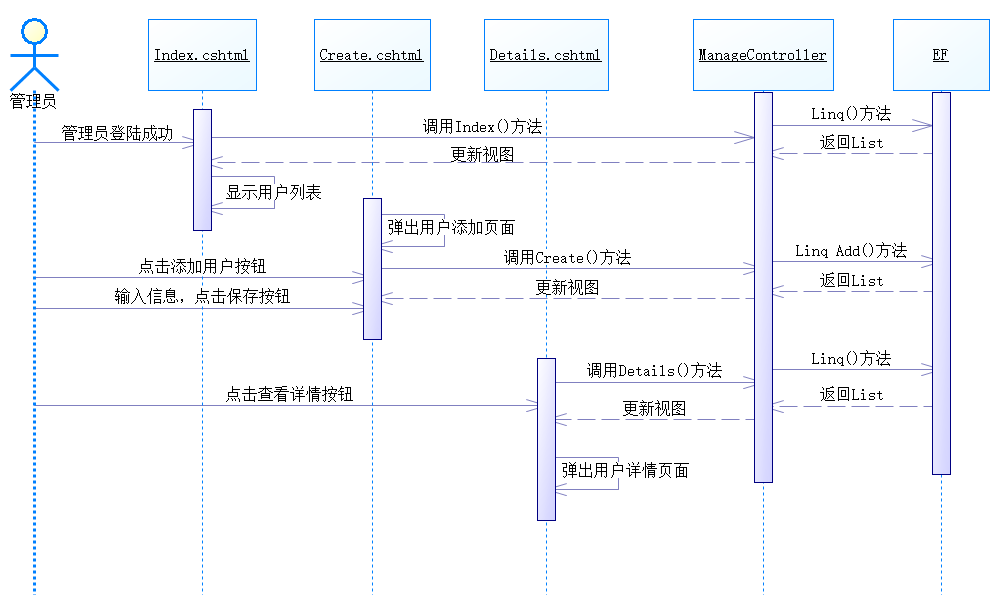 管理员
Index.cshtml
Create.cshtml
Details.cshtml
ManageController
EF
管理员登陆成功
调用Index()方法
Linq()方法
返回List
更新视图
显示用户列表
弹出用户添加页面
点击添加用户按钮
调用Create()方法
Linq Add()方法
返回List
更新视图
输入信息，点击保存按钮
调用Details()方法
Linq()方法
点击查看详情按钮
返回List
更新视图
弹出用户详情页面